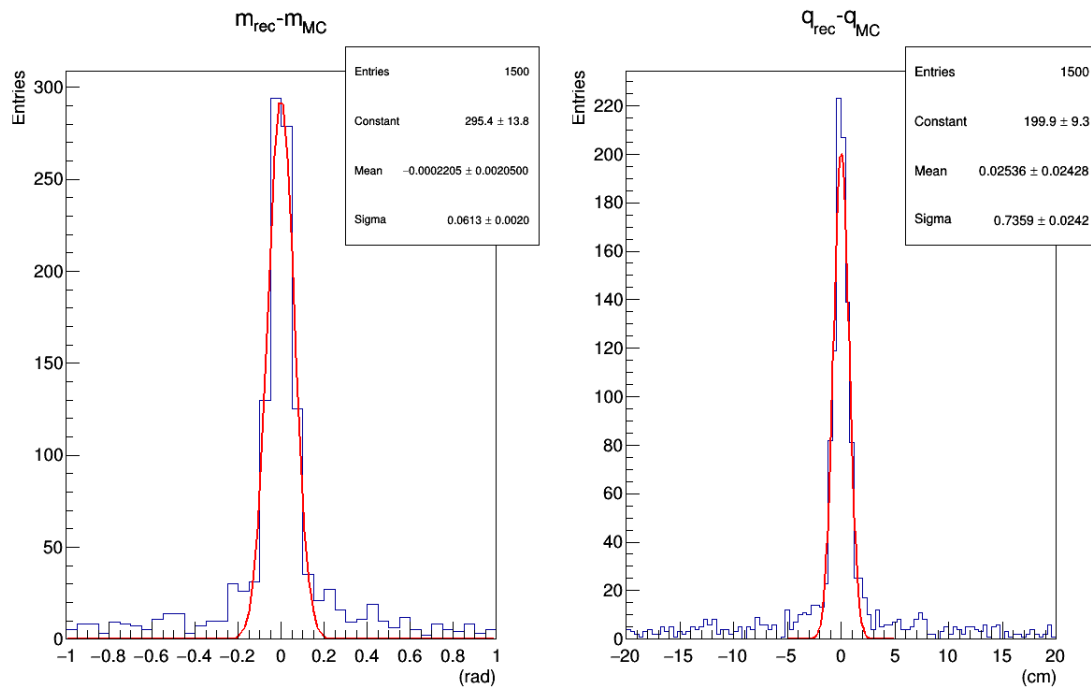 m_rec-m_MC
Entries
Entries 1500
Constant 295.4 ± 13.8
Mean −0.0002205 ± 0.0020500
Sigma 0.0613 ± 0.0020
300
250
200
150
100
50
0
−1 −0.8 −0.6 −0.4 −0.2 0 0.2 0.4 0.6 0.8 1
(rad)
q_rec-q_MC
Entries
Entries 1500
Constant 199.9 ± 9.3
Mean 0.02536 ± 0.02428
Sigma 0.7359 ± 0.0242
220
200
180
160
140
120
100
80
60
40
20
0
−20 −15 −10 −5 0 5 10 15 20
(cm)